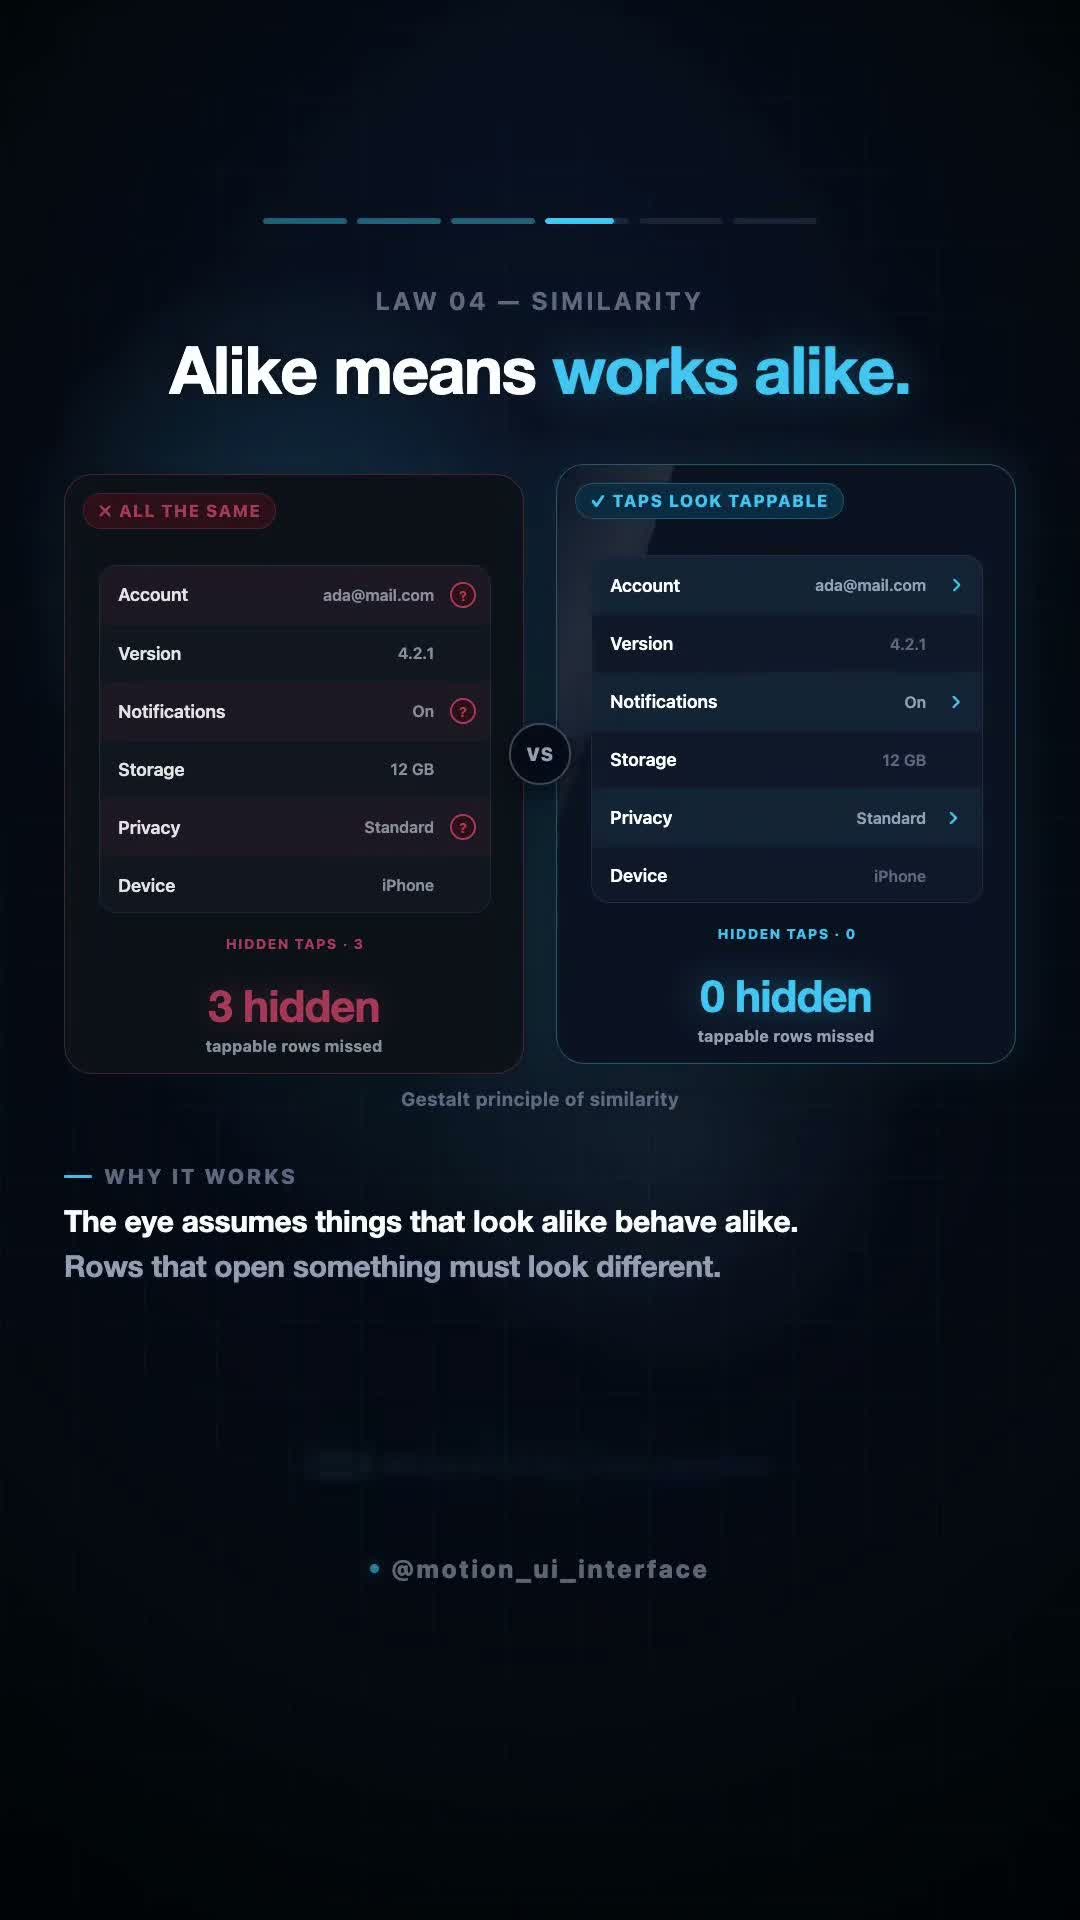 LAW 04 — SIMILARITY
Alike means works alike.
✕ ALL THE SAME
Account ada@mail.com ?
Version 4.2.1
Notifications On ?
Storage 12 GB
Privacy Standard ?
Device iPhone
HIDDEN TAPS · 3
3 hidden
tappable rows missed
VS
✓ TAPS LOOK TAPPABLE
Account ada@mail.com >
Version 4.2.1
Notifications On >
Storage 12 GB
Privacy Standard >
Device iPhone
HIDDEN TAPS · 0
0 hidden
tappable rows missed
Gestalt principle of similarity
WHY IT WORKS
The eye assumes things that look alike behave alike.
Rows that open something must look different.
@motion_ui_interface